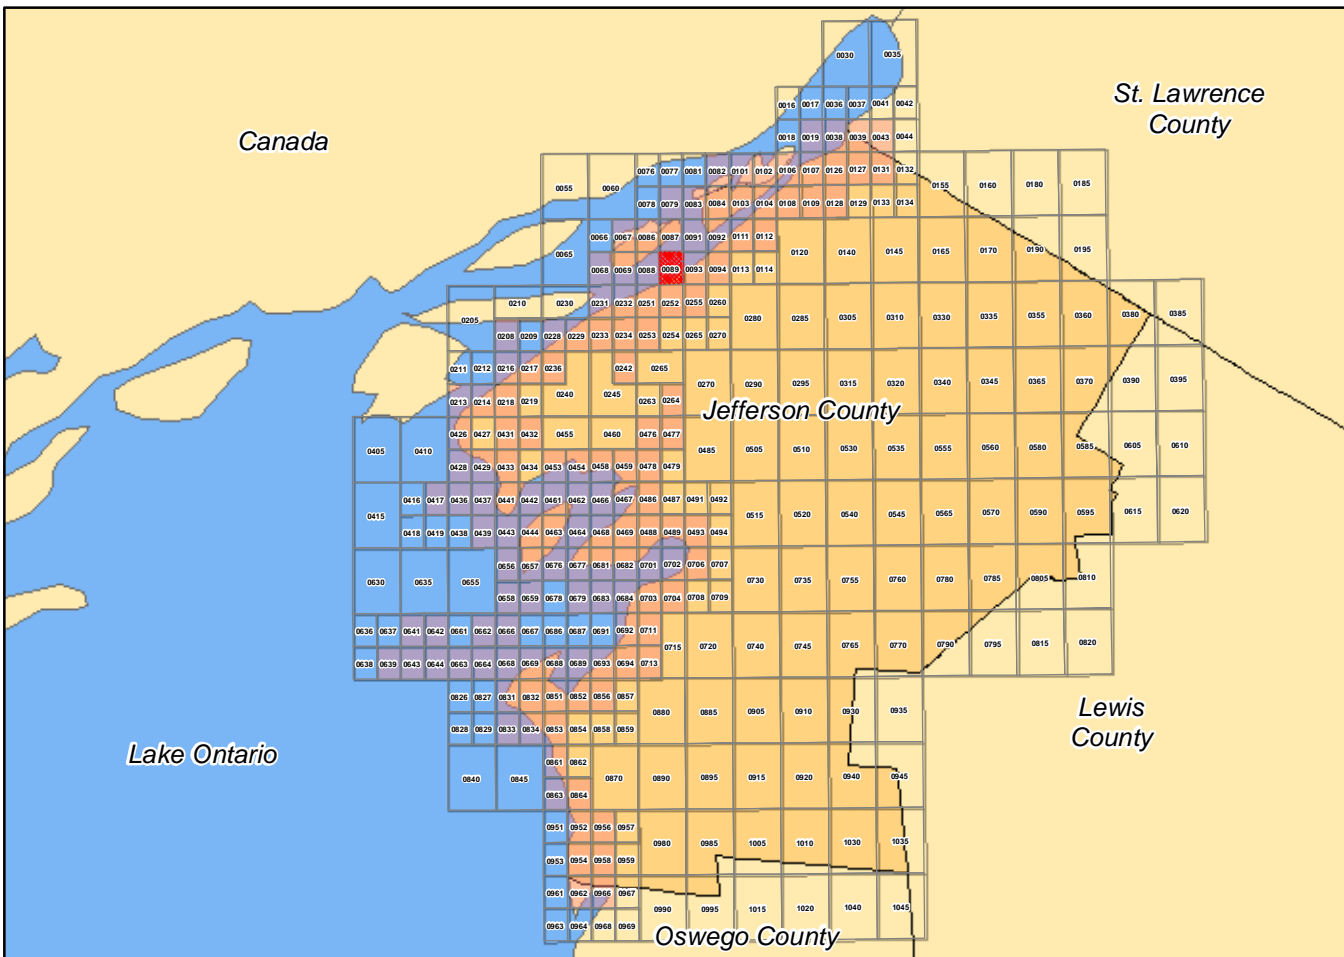 0030 0035
St. Lawrence
County
0016 0017 0036 0037 0041 0042
Canada
0018 0019 0038 0039 0043 0044
0076 0077 0081 0082 0101 0102 0106 0107 0126 0127 0131 0132
0055 0060 0155 0160 0180 0185
0078 0079 0083 0084 0103 0104 0108 0109 0128 0129 0133 0134
0066 0067 0086 0087 0091 0092 0111 0112
0065 0120 0140 0145 0165 0170 0190 0195
0068 0069 0088 0089 0093 0094 0113 0114
0210 0230 0231 0232 0251 0252 0255 0260
0205 0280 0285 0305 0310 0330 0335 0355 0360 0380 0385
0208 0209 0228 0229 0233 0234 0253 0254 0265 0270
0211 0212 0216 0217 0236 0242 0265
0270 0290 0295 0315 0320 0340 0345 0365 0370 0390 0395
0213 0214 0218 0219 0240 0245 0263 0264
Jefferson County
0426 0427 0431 0432 0455 0460 0476 0477
0405 0410 0485 0505 0510 0530 0535 0555 0560 0580 0585 0605 0610
0428 0429 0433 0434 0453 0454 0458 0459 0478 0479
0416 0417 0436 0437 0441 0442 0461 0462 0466 0467 0486 0487 0491 0492
0415 0515 0520 0540 0545 0565 0570 0590 0595 0615 0620
0418 0419 0438 0439 0443 0444 0463 0464 0468 0469 0488 0489 0493 0494
0656 0657 0676 0677 0681 0682 0701 0702 0706 0707
0630 0635 0655 0730 0735 0755 0760 0780 0785 0805 0810
0658 0659 0678 0679 0683 0684 0703 0704 0708 0709
0636 0637 0641 0642 0661 0662 0666 0667 0686 0687 0691 0692 0711
0715 0720 0740 0745 0765 0770 0790 0795 0815 0820
0638 0639 0643 0644 0663 0664 0668 0669 0688 0689 0693 0694 0713
0826 0827 0831 0832 0851 0852 0856 0857
0880 0885 0905 0910 0930 0935
Lewis
County
0828 0829 0833 0834 0853 0854 0858 0859
Lake Ontario
0861 0862
0840 0845 0870 0890 0895 0915 0920 0940 0945
0863 0864
0951 0952 0956 0957
0980 0985 1005 1010 1030 1035
0953 0954 0958 0959
0961 0962 0966 0967
0990 0995 1015 1020 1040 1045
0963 0964 0968 0969
Oswego County